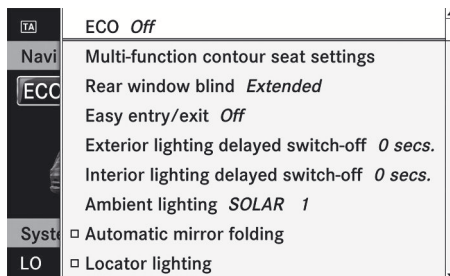 TA
ECO Off
Navi
Multi-function contour seat settings
ECO
Rear window blind Extended
Easy entry/exit Off
Exterior lighting delayed switch-off 0 secs.
Interior lighting delayed switch-off 0 secs.
Ambient lighting SOLAR 1
Syste
Automatic mirror folding
LO
Locator lighting